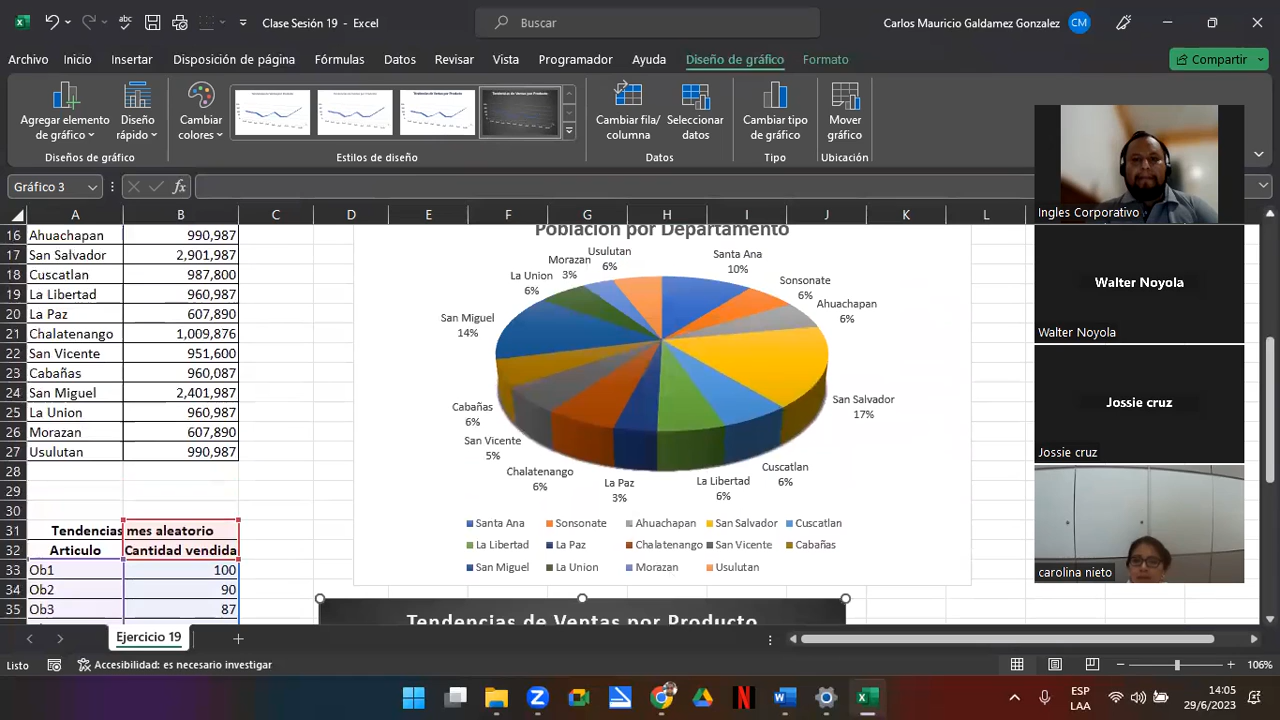 Clase Sesión 19 - Excel
Buscar
Carlos Mauricio Galdamez Gonzalez
CM
Archivo Inicio Insertar Disposición de página Fórmulas Datos Revisar Vista Programador Ayuda Diseño de gráfico Formato
Compartir
Agregar elemento de gráfico
Diseño rápido
Cambiar colores
Cambiar fila/columna
Seleccionar datos
Cambiar tipo de gráfico
Mover gráfico
Diseños de gráfico
Estilos de diseño
Datos
Tipo
Ubicación
Gráfico 3
fx
A B C D E F G H I J K L
16 Ahuachapan 990,987
17 San Salvador 2,901,987
18 Cuscatlan 987,800
19 La Libertad 960,987
20 La Paz 607,890
21 Chalatenango 1,009,876
22 San Vicente 951,600
23 Cabañas 960,087
24 San Miguel 2,401,987
25 La Union 960,987
26 Morazan 607,890
27 Usulutan 990,987
28
29
30
31 Tendencias mes aleatorio
32 Articulo Cantidad vendida
33 Ob1 100
34 Ob2 90
35 Ob3 87
Población por Departamento
Usulutan
6%
Morazan
3%
La Union
6%
San Miguel
14%
Cabañas
6%
San Vicente
5%
Chalatenango
6%
La Paz
3%
La Libertad
6%
Cuscatlan
6%
San Salvador
17%
Ahuachapan
6%
Sonsonate
6%
Santa Ana
10%
Santa Ana Sonsonate Ahuachapan San Salvador Cuscatlan
La Libertad La Paz Chalatenango San Vicente Cabañas
San Miguel La Union Morazan Usulutan
Tendencias de Ventas por Producto
Ingles Corporativo
Walter Noyola
Walter Noyola
Jossie cruz
Jossie cruz
carolina nieto
Ejercicio 19
Listo
Accesibilidad: es necesario investigar
106%
ESP
LAA
14:05
29/6/2023